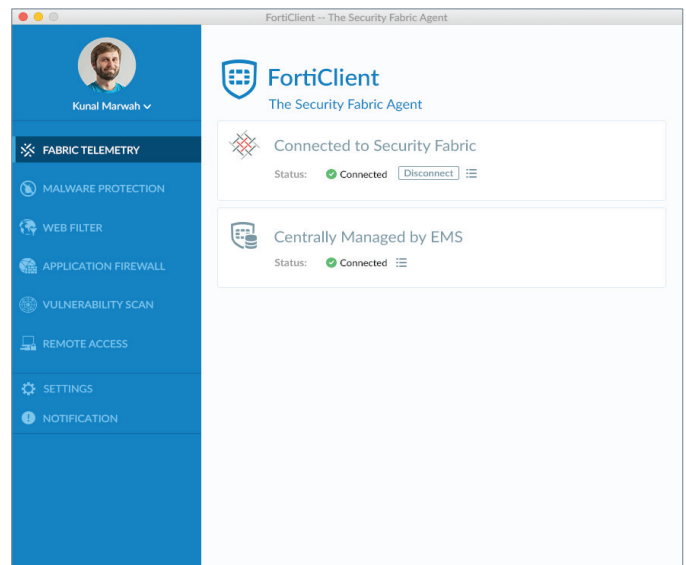 FortiClient -- The Security Fabric Agent
Kunal Marwah
FABRIC TELEMETRY
MALWARE PROTECTION
WEB FILTER
APPLICATION FIREWALL
VULNERABILITY SCAN
REMOTE ACCESS
SETTINGS
NOTIFICATION
FortiClient
The Security Fabric Agent
Connected to Security Fabric
Status: Connected Disconnect
Centrally Managed by EMS
Status: Connected